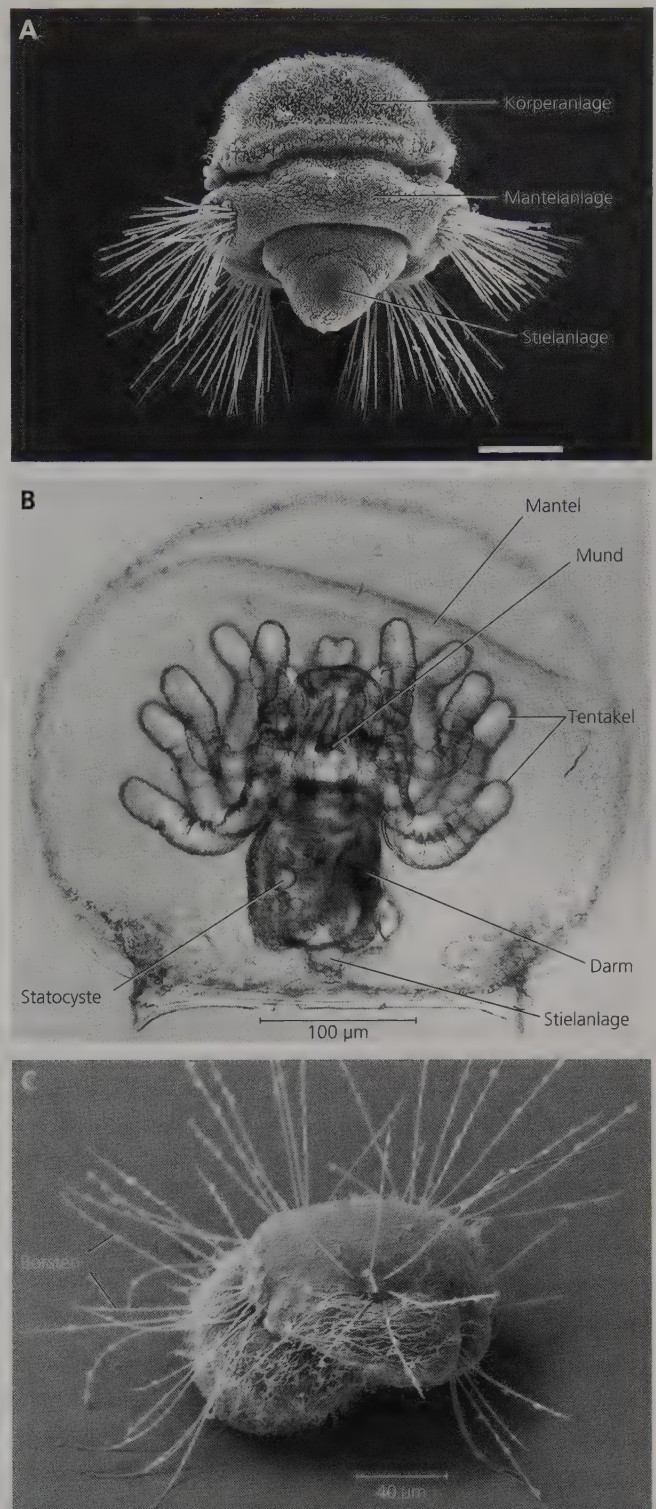 A
Körperanlage
Mantelanlage
Stielanlage
B
Mantel
Mund
Tentakel
Darm
Statocyste
Stielanlage
100 µm
C
Borsten
40 µm